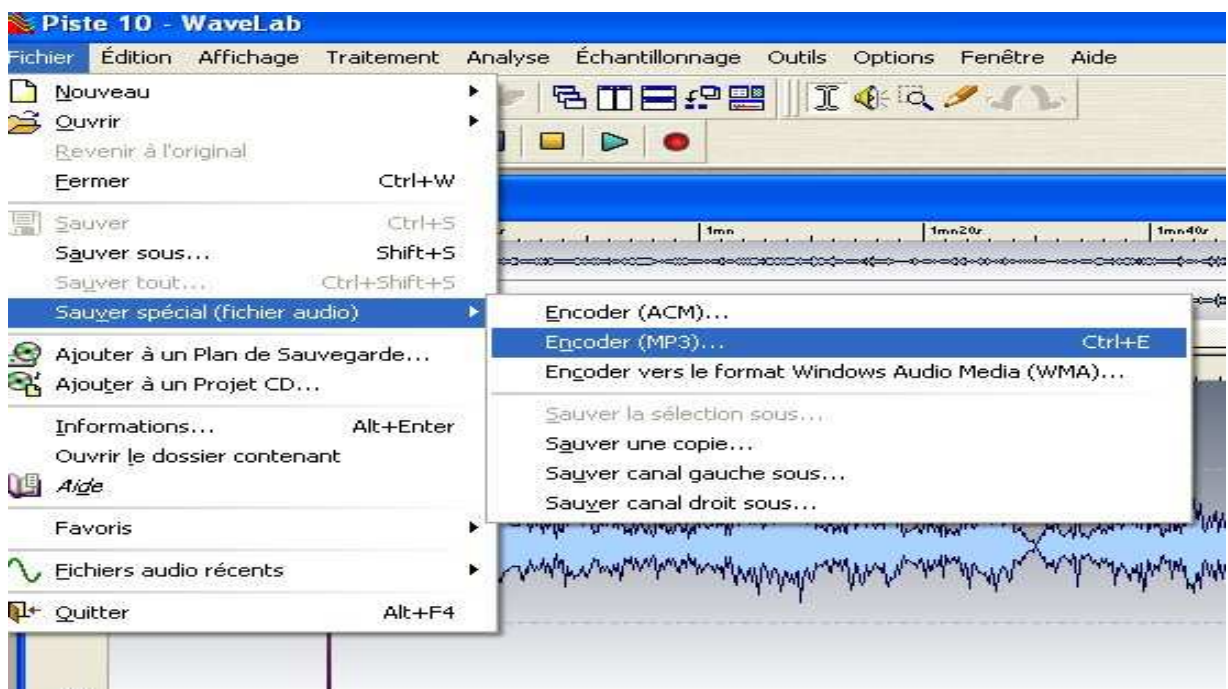 Piste 10 - WaveLab
Fichier Édition Affichage Traitement Analyse Échantillonnage Outils Options Fenêtre Aide
Nouveau
Ouvrir
Revenir à l'original
Fermer Ctrl+W
Sauver Ctrl+S
Sauver sous... Shift+S
Sauver tout... Ctrl+Shift+S
Sauver spécial (fichier audio)
Ajouter à un Plan de Sauvegarde...
Ajouter à un Projet CD...
Informations... Alt+Enter
Ouvrir le dossier contenant
Aide
Favoris
Fichiers audio récents
Quitter Alt+F4
1mn 1mn20s 1mn40s
Encoder (ACM)...
Encoder (MP3)... Ctrl+E
Encoder vers le format Windows Audio Media (WMA)...
Sauver la sélection sous...
Sauver une copie...
Sauver canal gauche sous...
Sauver canal droit sous...